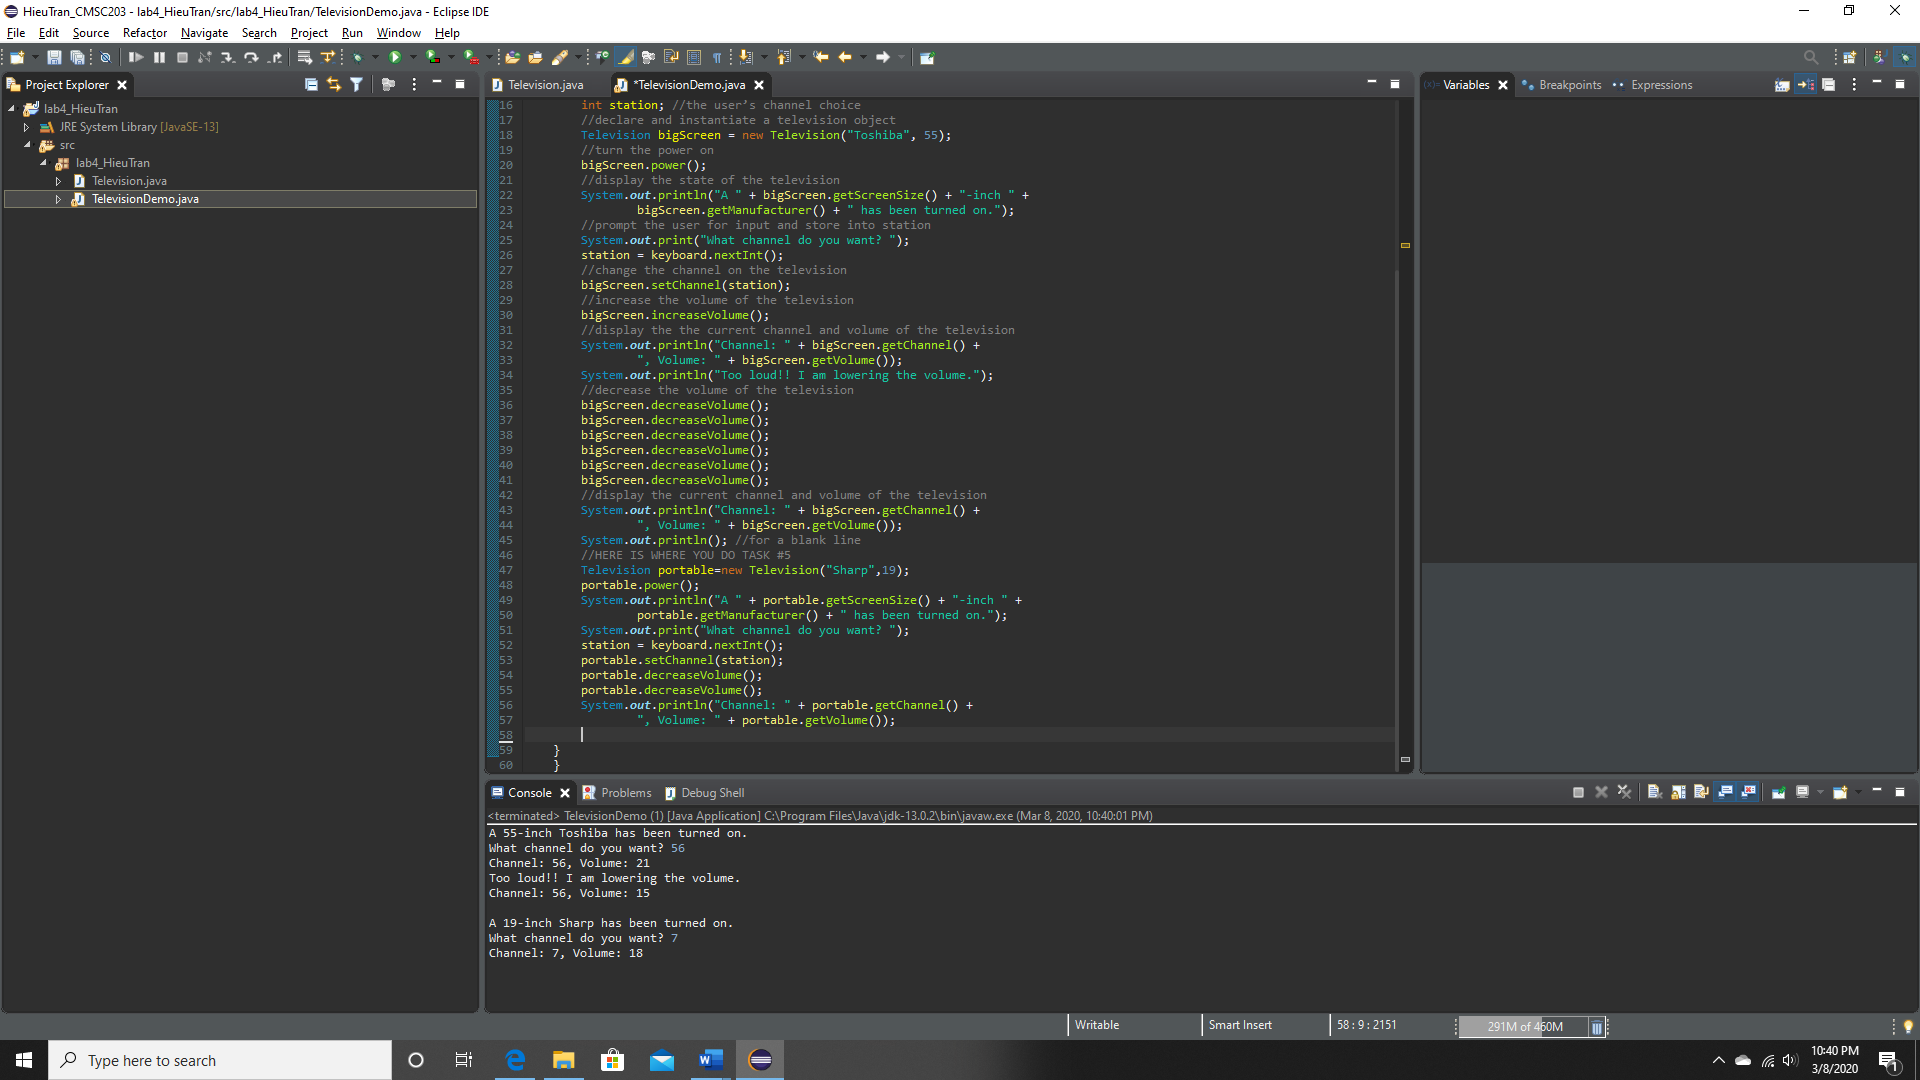 HieuTran_CMSC203 - lab4_HieuTran/src/lab4_HieuTran/TelevisionDemo.java - Eclipse IDE
File Edit Source Refactor Navigate Search Project Run Window Help
Project Explorer
lab4_HieuTran
JRE System Library [JavaSE-13]
src
lab4_HieuTran
Television.java
TelevisionDemo.java
Television.java *TelevisionDemo.java
16 int station; //the user's channel choice
17 //declare and instantiate a television object
18 Television bigScreen = new Television("Toshiba", 55);
19 //turn the power on
20 bigScreen.power();
21 //display the state of the television
22 System.out.println("A " + bigScreen.getScreenSize() + "-inch " +
23 bigScreen.getManufacturer() + " has been turned on.");
24 //prompt the user for input and store into station
25 System.out.print("What channel do you want? ");
26 station = keyboard.nextInt();
27 //change the channel on the television
28 bigScreen.setChannel(station);
29 //increase the volume of the television
30 bigScreen.increaseVolume();
31 //display the the current channel and volume of the television
32 System.out.println("Channel: " + bigScreen.getChannel() +
33 ", Volume: " + bigScreen.getVolume());
34 System.out.println("Too loud!! I am lowering the volume.");
35 //decrease the volume of the television
36 bigScreen.decreaseVolume();
37 bigScreen.decreaseVolume();
38 bigScreen.decreaseVolume();
39 bigScreen.decreaseVolume();
40 bigScreen.decreaseVolume();
41 bigScreen.decreaseVolume();
42 //display the current channel and volume of the television
43 System.out.println("Channel: " + bigScreen.getChannel() +
44 ", Volume: " + bigScreen.getVolume());
45 System.out.println(); //for a blank line
46 //HERE IS WHERE YOU DO TASK #5
47 Television portable=new Television("Sharp",19);
48 portable.power();
49 System.out.println("A " + portable.getScreenSize() + "-inch " +
50 portable.getManufacturer() + " has been turned on.");
51 System.out.print("What channel do you want? ");
52 station = keyboard.nextInt();
53 portable.setChannel(station);
54 portable.decreaseVolume();
55 portable.decreaseVolume();
56 System.out.println("Channel: " + portable.getChannel() +
57 ", Volume: " + portable.getVolume());
58
59 }
60 }
(x)= Variables Breakpoints Expressions
Console Problems Debug Shell
<terminated> TelevisionDemo (1) [Java Application] C:\Program Files\Java\jdk-13.0.2\bin\javaw.exe (Mar 8, 2020, 10:40:01 PM)
A 55-inch Toshiba has been turned on.
What channel do you want? 56
Channel: 56, Volume: 21
Too loud!! I am lowering the volume.
Channel: 56, Volume: 15
A 19-inch Sharp has been turned on.
What channel do you want? 7
Channel: 7, Volume: 18
Writable Smart Insert 58 : 9 : 2151 291M of 460M
Type here to search
10:40 PM
3/8/2020
1